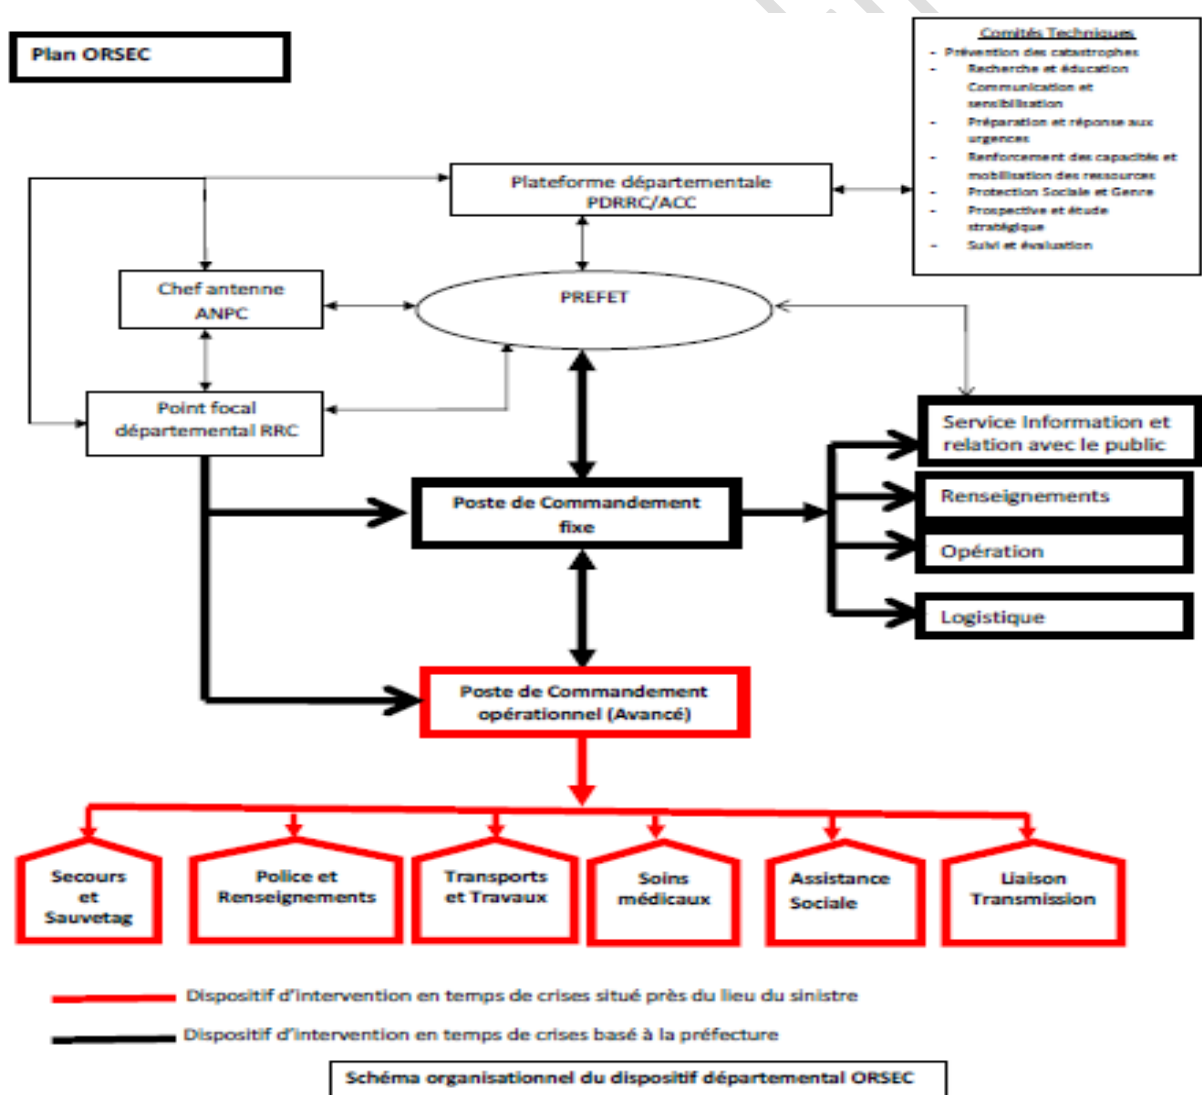 Plan ORSEC
Comités Techniques
- Prévention des catastrophes
- Recherche et éducation
Communication et
sensibilisation
- Préparation et réponse aux
urgences
- Renforcement des capacités et
mobilisation des ressources
- Protection Sociale et Genre
- Prospective et étude
stratégique
- Suivi et évaluation
Plateforme départementale
PDRRC/ACC
Chef antenne
ANPC
PREFET
Point focal
départemental RRC
Service Information et
relation avec le public
Renseignements
Opération
Logistique
Poste de Commandement
fixe
Poste de Commandement
opérationnel (Avancé)
Secours
et
Sauvetag
Police et
Renseignements
Transports
et Travaux
Soins
médicaux
Assistance
Sociale
Liaison
Transmission
Dispositif d'intervention en temps de crises situé près du lieu du sinistre
Dispositif d'intervention en temps de crises basé à la préfecture
Schéma organisationnel du dispositif départemental ORSEC